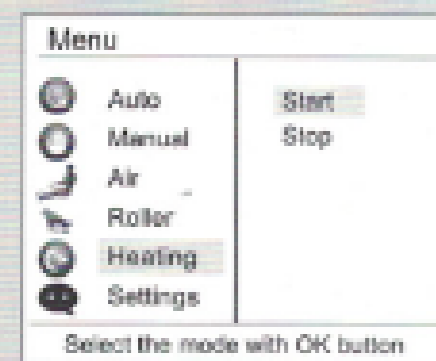 Menu
Auto
Manual
Air
Roller
Heating
Settings
Start
Stop
Select the mode with OK button